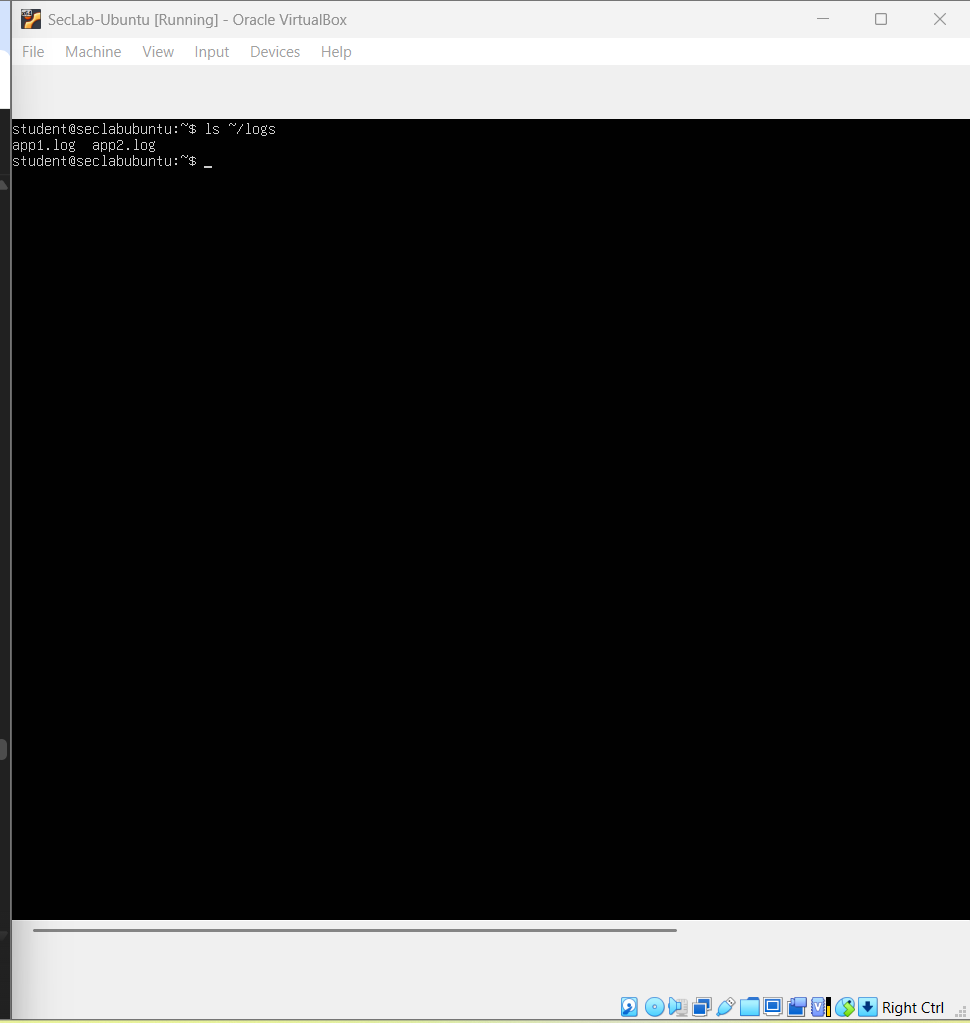 SecLab-Ubuntu [Running] - Oracle VirtualBox
File Machine View Input Devices Help
student@seclabubuntu:~$ ls ~/logs
app1.log  app2.log
student@seclabubuntu:~$ _
Right Ctrl